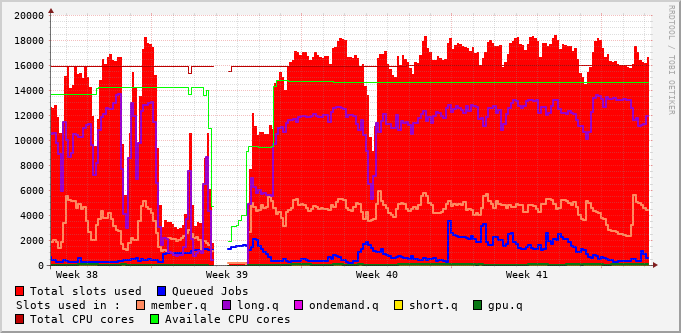 20000
18000
16000
14000
12000
10000
8000
6000
4000
2000
0
Week 38 Week 39 Week 40 Week 41
RRDTOOL / TOBI OETIKER
Total slots used Queued Jobs
Slots used in : member.q long.q ondemand.q short.q gpu.q
Total CPU cores Availale CPU cores